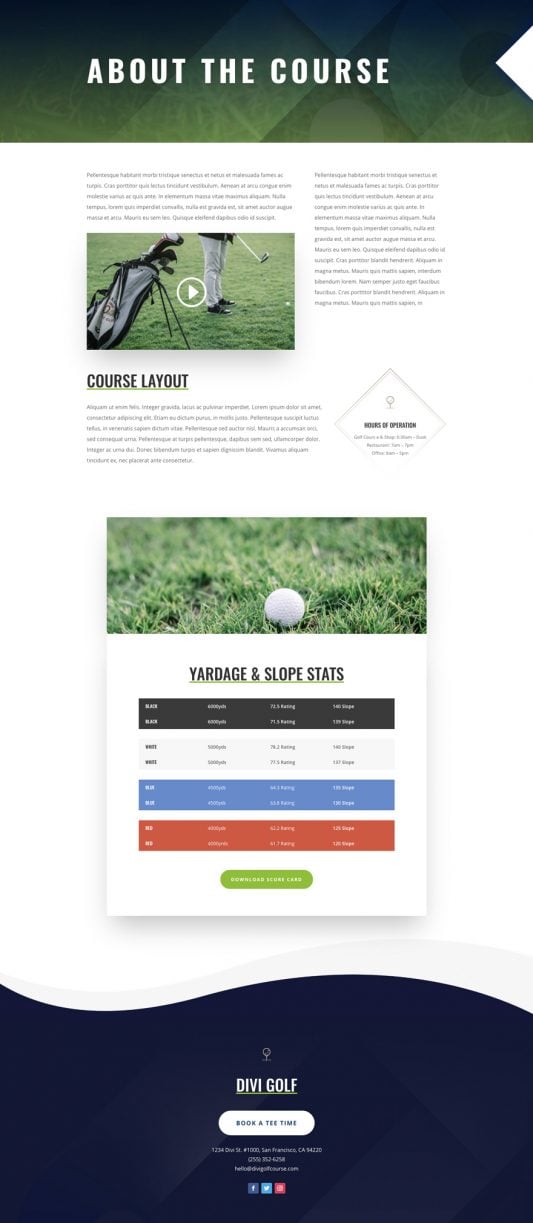 ABOUT THE COURSE
Pellentesque habitant morbi tristique senectus et netus et malesuada fames ac
turpis. Cras porttitor quis lectus tincidunt vestibulum. Aenean at arcu congue enim
molestie varius ac quis ante. In elementum massa vitae maximus aliquam. Nulla
tempus, lorem quis imperdiet convallis, nulla est gravida est, sit amet auctor augue
massa et arcu. Mauris eu sem leo. Quisque eleifend dapibus odio id suscipit.
Pellentesque habitant morbi tristique senectus et
netus et malesuada fames ac turpis. Cras porttitor
quis lectus tincidunt vestibulum. Aenean at arcu
congue enim molestie varius ac quis ante. In
elementum massa vitae maximus aliquam. Nulla
tempus, lorem quis imperdiet convallis, nulla est
gravida est, sit amet auctor augue massa et arcu.
Mauris eu sem leo. Quisque eleifend dapibus odio id
suscipit. Cras porttitor blandit hendrerit. Aliquam in
magna metus. Mauris quis mattis sapien, interdum
bibendum lorem. Nam semper justo eget faucibus
faucibus. Cras porttitor blandit hendrerit. Aliquam in
magna metus. Mauris quis mattis sapien, in
COURSE LAYOUT
Aliquam ut enim felis. Integer gravida, lacus ac pulvinar imperdiet. Lorem ipsum dolor sit amet,
consectetur adipiscing elit. Etiam eu dictum purus, in mollis justo. Pellentesque suscipit luctus
tellus, in venenatis sapien dictum vitae. Pellentesque sed auctor nisl. Mauris a accumsan orci,
sed consequat urna. Pellentesque at turpis pellentesque, dapibus sem sed, ullamcorper dolor.
Integer ac urna dui. Donec bibendum turpis et sapien dignissim blandit. Vivamus aliquam
tincidunt ex, nec placerat ante consectetur.
HOURS OF OPERATION
Golf Cours e & Shop: 6:30am – Dusk
Restaurant: 7am – 7pm
Office: 9am – 5pm
YARDAGE & SLOPE STATS
BLACK 6000yds 72.5 Rating 140 Slope
BLACK 6000yds 71.5 Rating 139 Slope
WHITE 5000yds 78.2 Rating 140 Slope
WHITE 5000yds 77.5 Rating 137 Slope
BLUE 4500yds 64.3 Rating 135 Slope
BLUE 4500yds 63.8 Rating 130 Slope
RED 4000yds 62.2 Rating 125 Slope
RED 4000yrds 61.7 Rating 120 Slope
DOWNLOAD SCORE CARD
DIVI GOLF
BOOK A TEE TIME
1234 Divi St. #1000, San Francisco, CA 94220
(255) 352-6258
hello@divigolfcourse.com